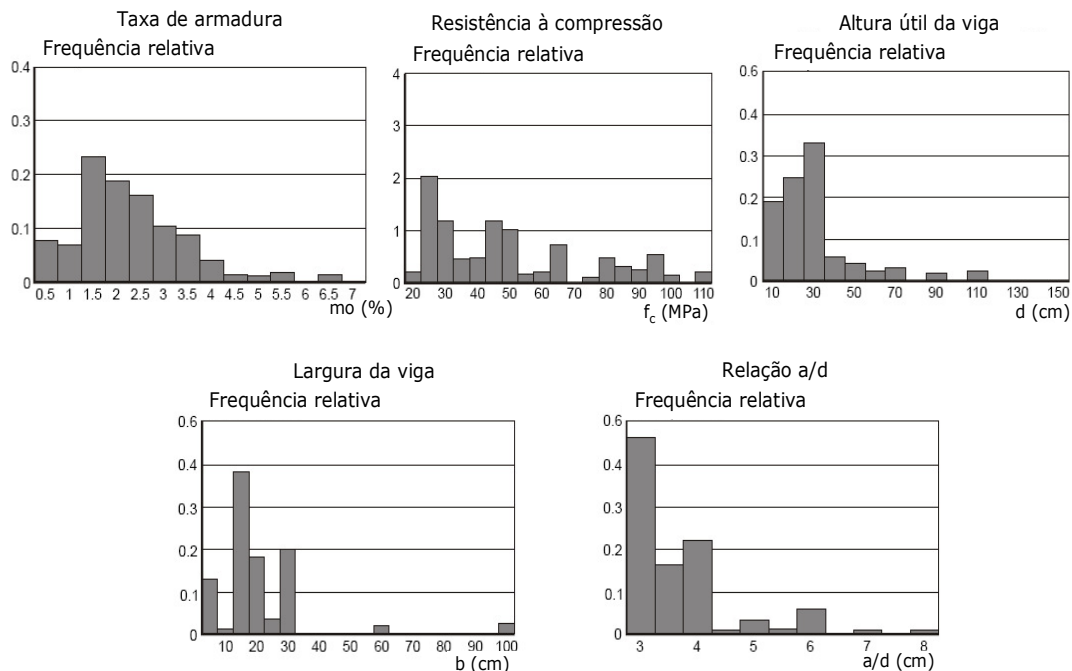 Taxa de armadura
Frequência relativa
0.4
0.3
0.2
0.1
0
0.5 1 1.5 2 2.5 3 3.5 4 4.5 5 5.5 6 6.5 7
mo (%)
Resistência à compressão
Frequência relativa
4
3
2
1
0
20 30 40 50 60 70 80 90 100 110
fc (MPa)
Altura útil da viga
Frequência relativa
0.6
0.4
0.3
0.2
0.1
0
10 30 50 70 90 110 130 150
d (cm)
Largura da viga
Frequência relativa
0.6
0.4
0.3
0.2
0.1
0
10 20 30 40 50 60 70 80 90 100
b (cm)
Relação a/d
Frequência relativa
0.6
0.4
0.3
0.2
0.1
0
3 4 5 6 7 8
a/d (cm)